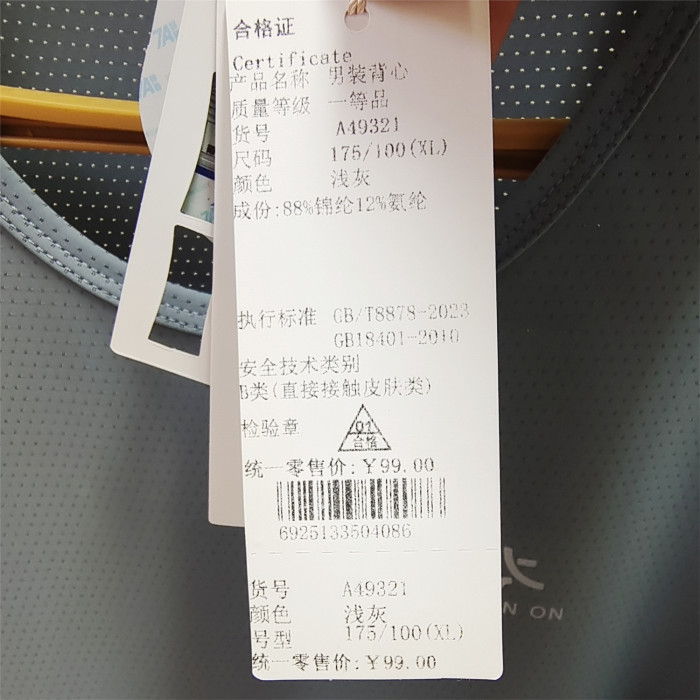 合格证
Certificate
产品名称 男装背心
质量等级 一等品
货号 A49321
尺码 175/100(XL)
颜色 浅灰
成份:88%锦纶12%氨纶
执行标准 GB/T8878-2023
GB18401-2010
安全技术类别
B类(直接接触皮肤类)
检验章 01 合格
统一零售价:￥99.00
6925133504086
货号 A49321
颜色 浅灰
号型 175/100(XL)
统一零售价:￥99.00
N ON